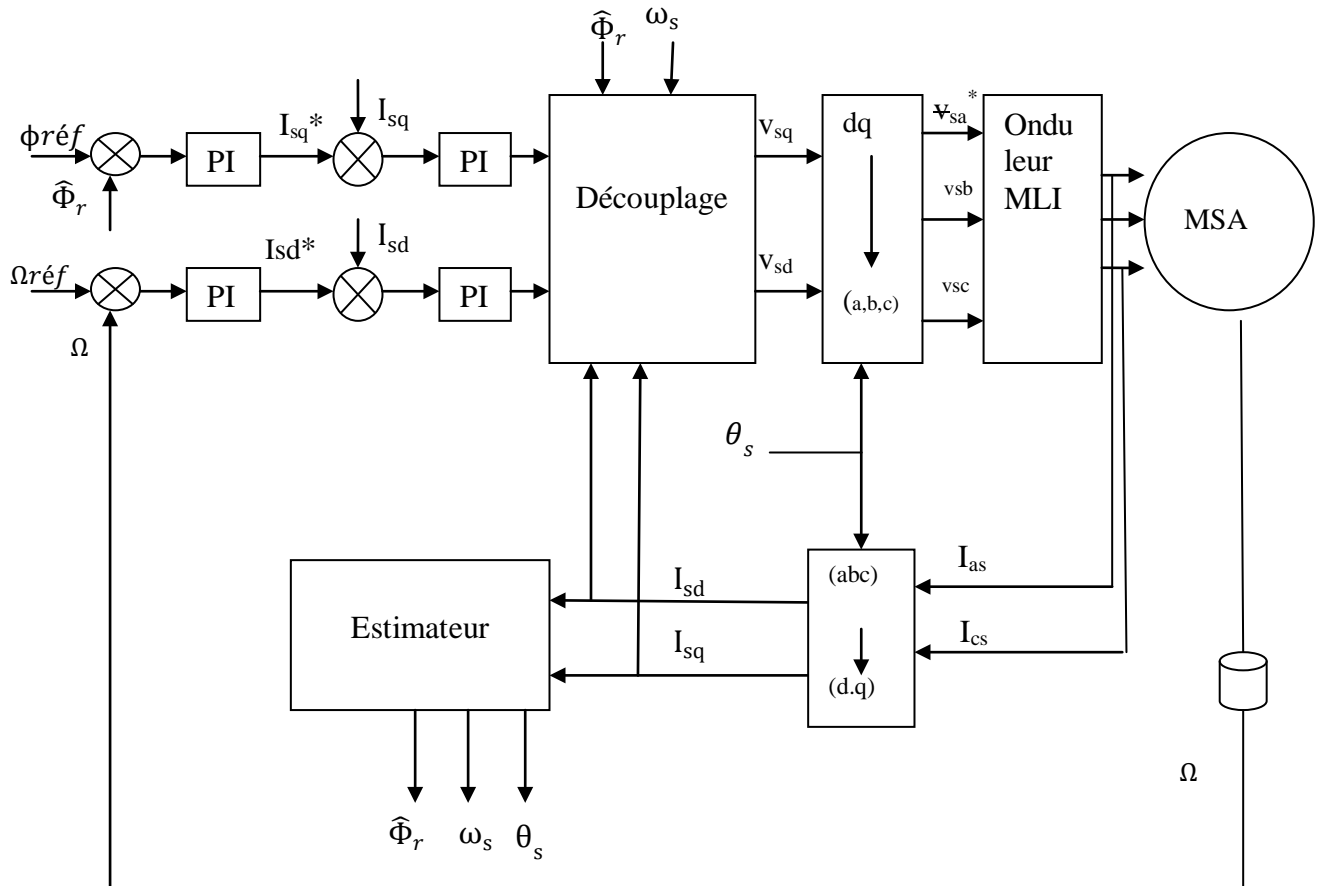 Φ̂r
ωs
ϕréf
Isq*
Isq
PI
PI
Φ̂r
Découplage
vsq
vsd
dq
(a,b,c)
vsa*
vsb
vsc
Ondu
leur
MLI
MSA
Ωréf
Isd*
Isd
PI
PI
Ω
θs
Estimateur
Isd
Isq
(abc)
(d.q)
Ias
Ics
Ω
Φ̂r
ωs
θs